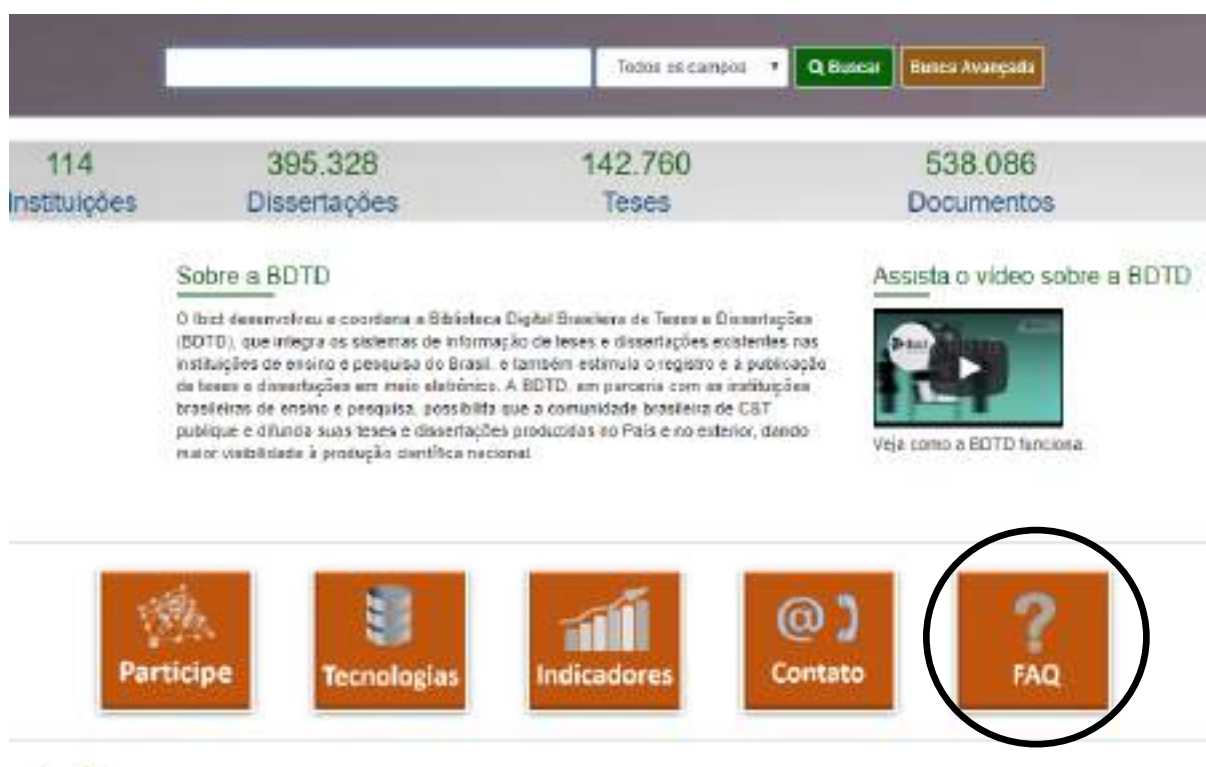 Todos os campos
Buscar
Busca Avançada
114
Instituições
395.328
Dissertações
142.760
Teses
538.086
Documentos
Sobre a BDTD
O Ibict desenvolveu e coordena a Biblioteca Digital Brasileira de Teses e Dissertações
(BDTD), que integra os sistemas de informação de teses e dissertações existentes nas
instituições de ensino e pesquisa do Brasil, e também estimula o registro e a publicação
de teses e dissertações em meio eletrônico. A BDTD, em parceria com as instituições
brasileiras de ensino e pesquisa, possibilita que a comunidade brasileira de C&T
publique e difunda suas teses e dissertações produzidas no País e no exterior, dando
maior visibilidade à produção científica nacional.
Assista o vídeo sobre a BDTD
Veja como a BDTD funciona.
Participe
Tecnologias
Indicadores
@
Contato
?
FAQ